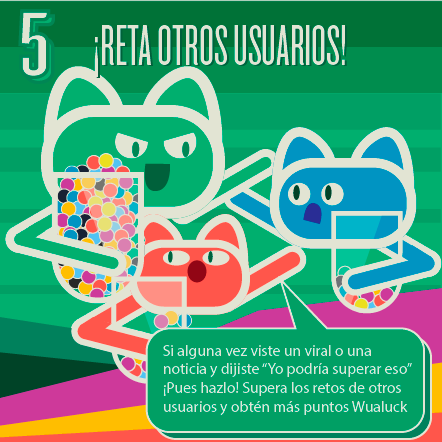 5
¡RETA OTROS USUARIOS!
Si alguna vez viste un viral o una
noticia y dijiste “Yo podría superar eso”
¡Pues hazlo! Supera los retos de otros
usuarios y obtén más puntos Wualuck